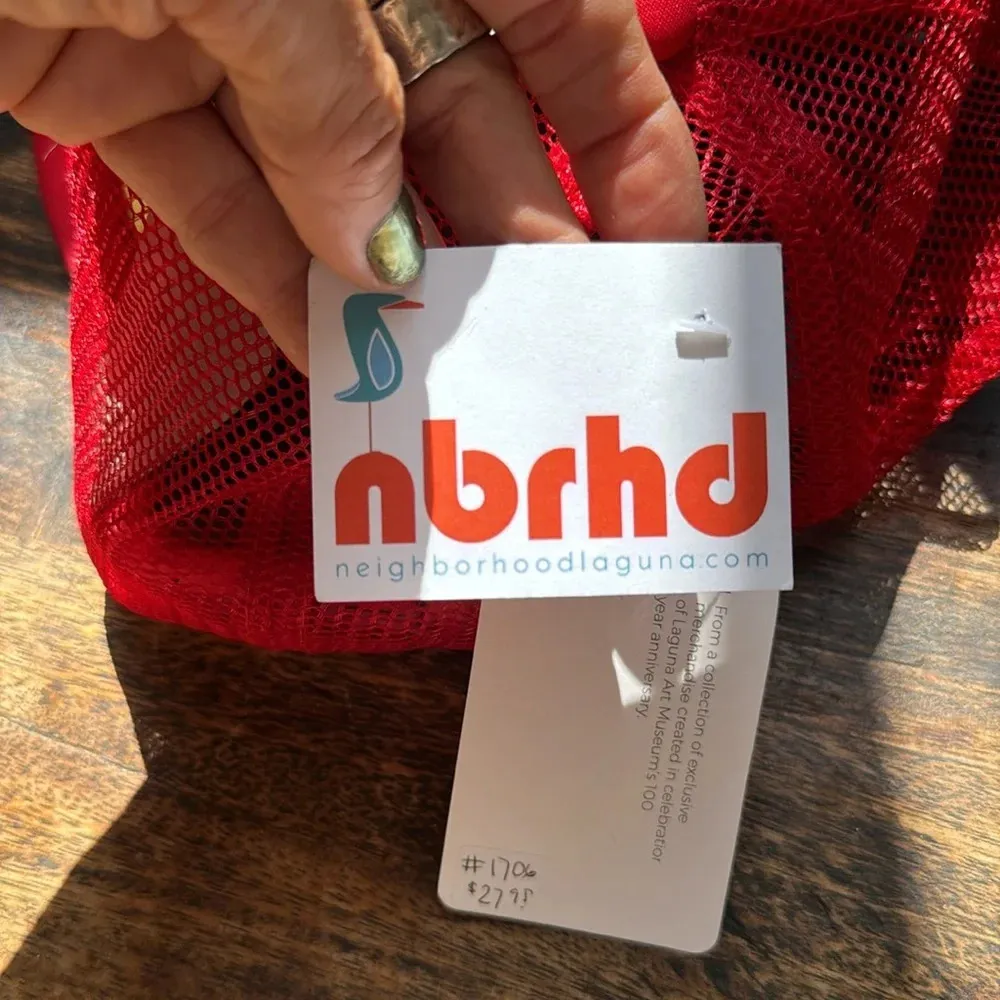 nbrhd
neighborhoodlaguna.com
From a collection of exclusive
merchandise created in celebration
of Laguna Art Museum's 100
year anniversary.
#1706
$27.95